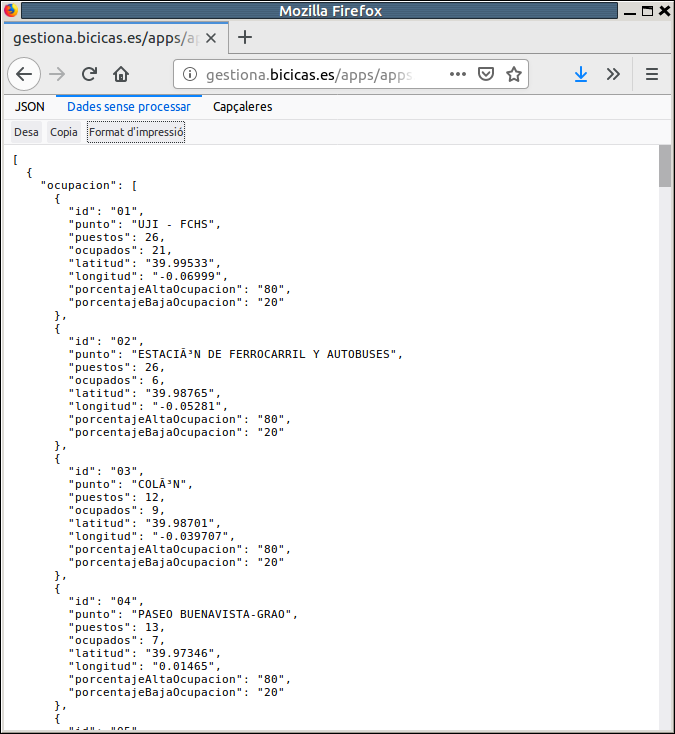 Mozilla Firefox
gestiona.bicicas.es/apps/ap
gestiona.bicicas.es/apps/apps
JSON Dades sense processar Capçaleres
Desa Copia Format d'impressió
[
  {
    "ocupacion": [
      {
        "id": "01",
        "punto": "UJI - FCHS",
        "puestos": 26,
        "ocupados": 21,
        "latitud": "39.99533",
        "longitud": "-0.06999",
        "porcentajeAltaOcupacion": "80",
        "porcentajeBajaOcupacion": "20"
      },
      {
        "id": "02",
        "punto": "ESTACIÃ³N DE FERROCARRIL Y AUTOBUSES",
        "puestos": 26,
        "ocupados": 6,
        "latitud": "39.98765",
        "longitud": "-0.05281",
        "porcentajeAltaOcupacion": "80",
        "porcentajeBajaOcupacion": "20"
      },
      {
        "id": "03",
        "punto": "COLÃ³N",
        "puestos": 12,
        "ocupados": 9,
        "latitud": "39.98701",
        "longitud": "-0.039707",
        "porcentajeAltaOcupacion": "80",
        "porcentajeBajaOcupacion": "20"
      },
      {
        "id": "04",
        "punto": "PASEO BUENAVISTA-GRAO",
        "puestos": 13,
        "ocupados": 7,
        "latitud": "39.97346",
        "longitud": "0.01465",
        "porcentajeAltaOcupacion": "80",
        "porcentajeBajaOcupacion": "20"
      },
      {